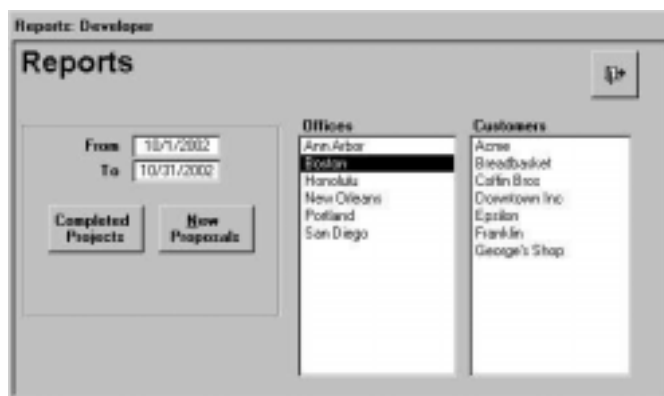 Reports: Developer
Reports
From 10/1/2002
To 10/31/2002
Completed
Projects
New
Proposals
Offices
Ann Arbor
Boston
Honolulu
New Orleans
Portland
San Diego
Customers
Acme
Breadbasket
Coffin Bros
Downtown Inc
Epsilon
Franklin
George's Shop